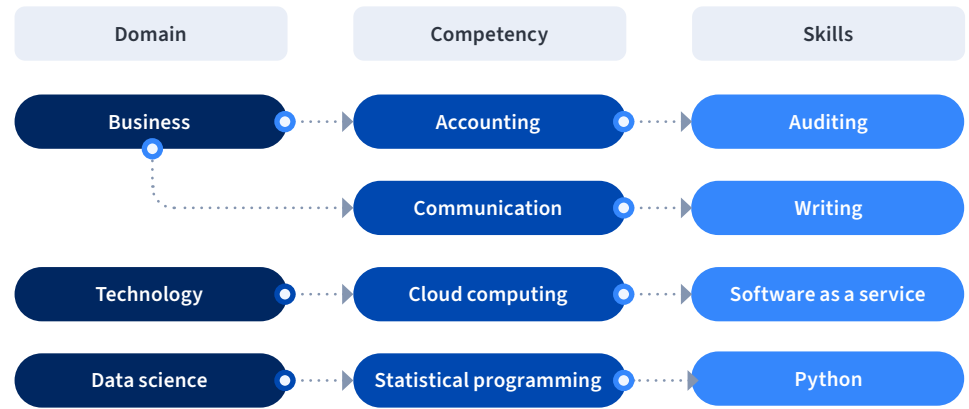 Domain
Competency
Skills
Business
Accounting
Auditing
Communication
Writing
Technology
Cloud computing
Software as a service
Data science
Statistical programming
Python